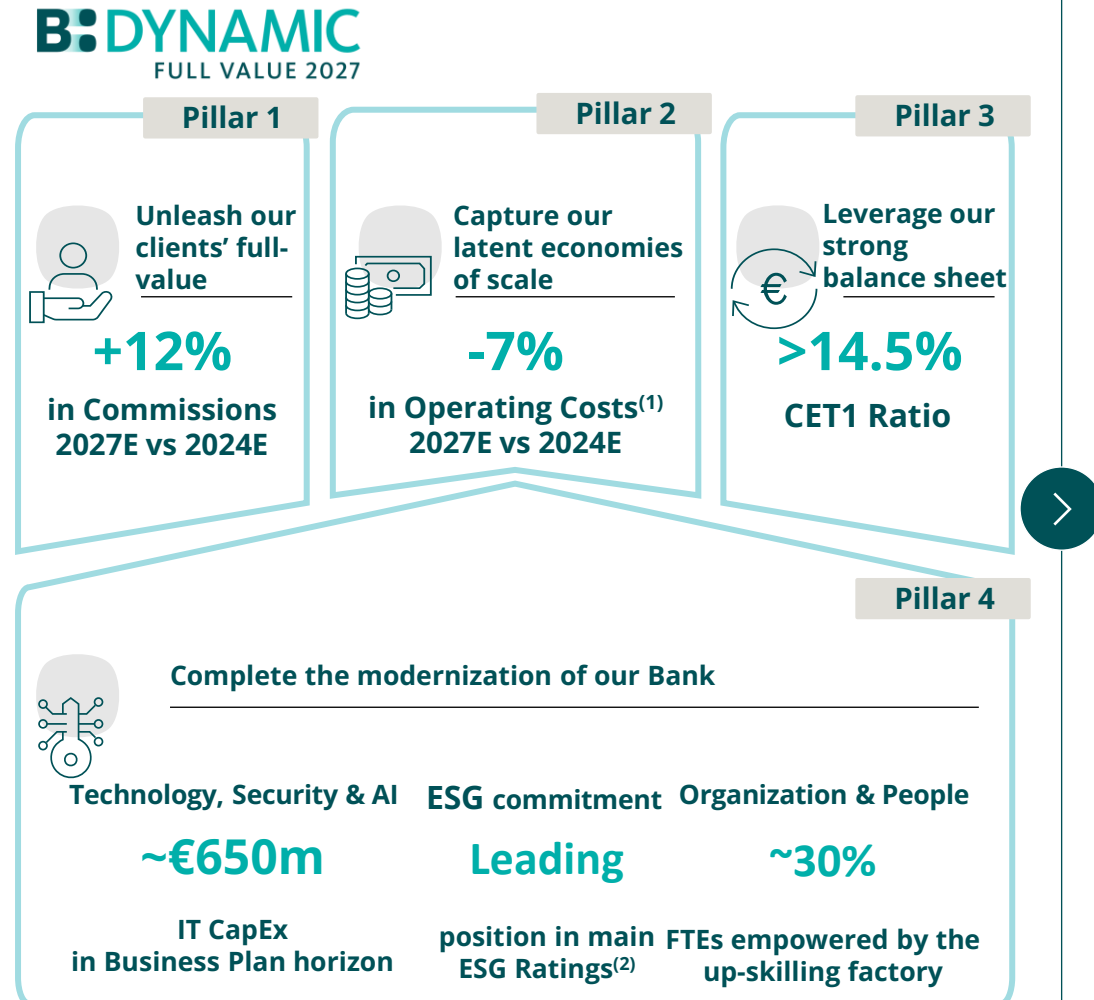 B: DYNAMIC
FULL VALUE 2027
Pillar 1
Unleash our
clients’ full-
value
+12%
in Commissions
2027E vs 2024E
Pillar 2
Capture our
latent economies
of scale
-7%
in Operating Costs(1)
2027E vs 2024E
Pillar 3
Leverage our
strong
balance sheet
€
>14.5%
CET1 Ratio
Pillar 4
Complete the modernization of our Bank
Technology, Security & AI
~€650m
IT CapEx
in Business Plan horizon
ESG commitment
Leading
position in main
ESG Ratings(2)
Organization & People
~30%
FTEs empowered by the
up-skilling factory